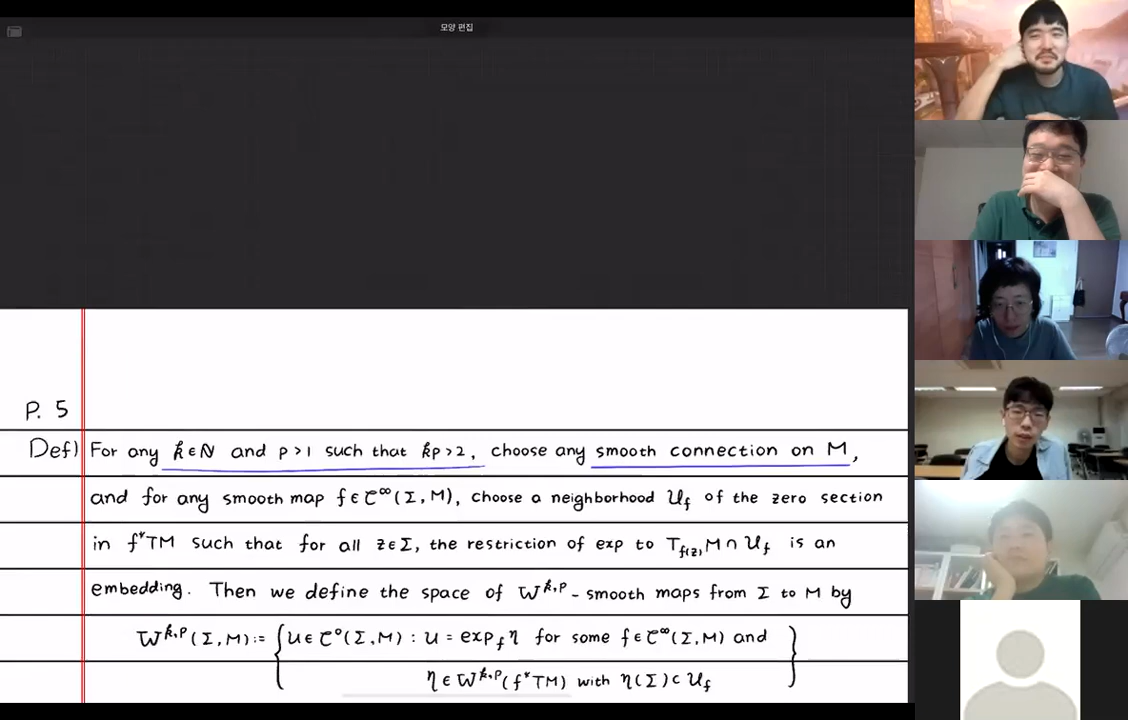 모양 편집
P. 5
Def) For any k∈ℕ and p>1 such that kp>2, choose any smooth connection on M,
and for any smooth map f∈C^∞(Σ,M), choose a neighborhood U_f of the zero section
in f*TM such that for all z∈Σ, the restriction of exp to T_{f(z)}M∩U_f is an
embedding. Then we define the space of W^{k,p}-smooth maps from Σ to M by
W^{k,p}(Σ,M):= { u∈C^0(Σ,M) : u = exp_f η for some f∈C^∞(Σ,M) and
η∈W^{k,p}(f*TM) with η(Σ)⊂U_f }